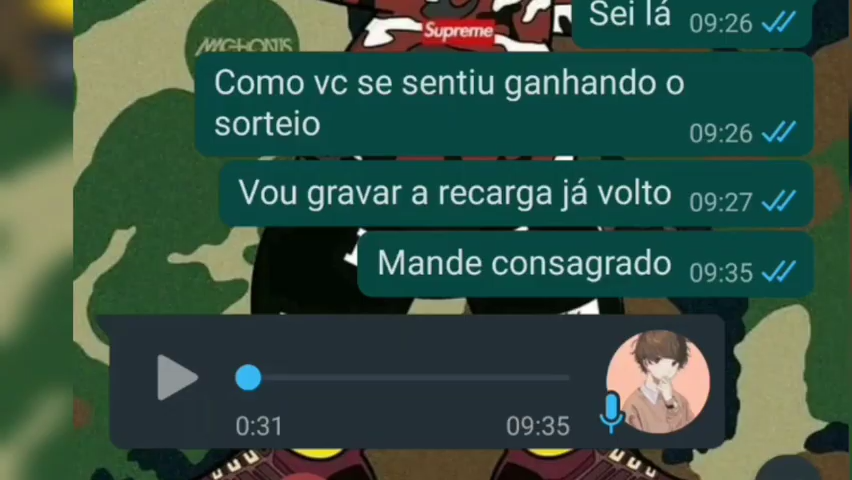 Sei lá 09:26
Supreme
Como vc se sentiu ganhando o
sorteio 09:26
Vou gravar a recarga já volto 09:27
Mande consagrado 09:35
0:31 09:35